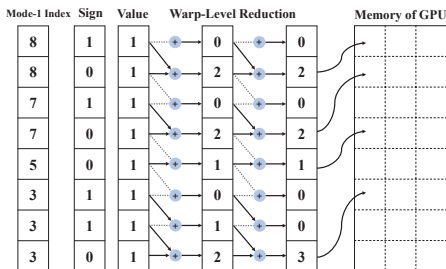 Mode-1 Index Sign Value Warp-Level Reduction Memory of GPU
8 1 1 + 0 + 0
8 0 1 + 2 + 2
7 1 1 + 0 + 0
7 0 1 + 2 + 2
5 0 1 + 1 + 1
3 1 1 + 0 + 0
3 1 1 + 1 + 0
3 0 1 + 2 + 3